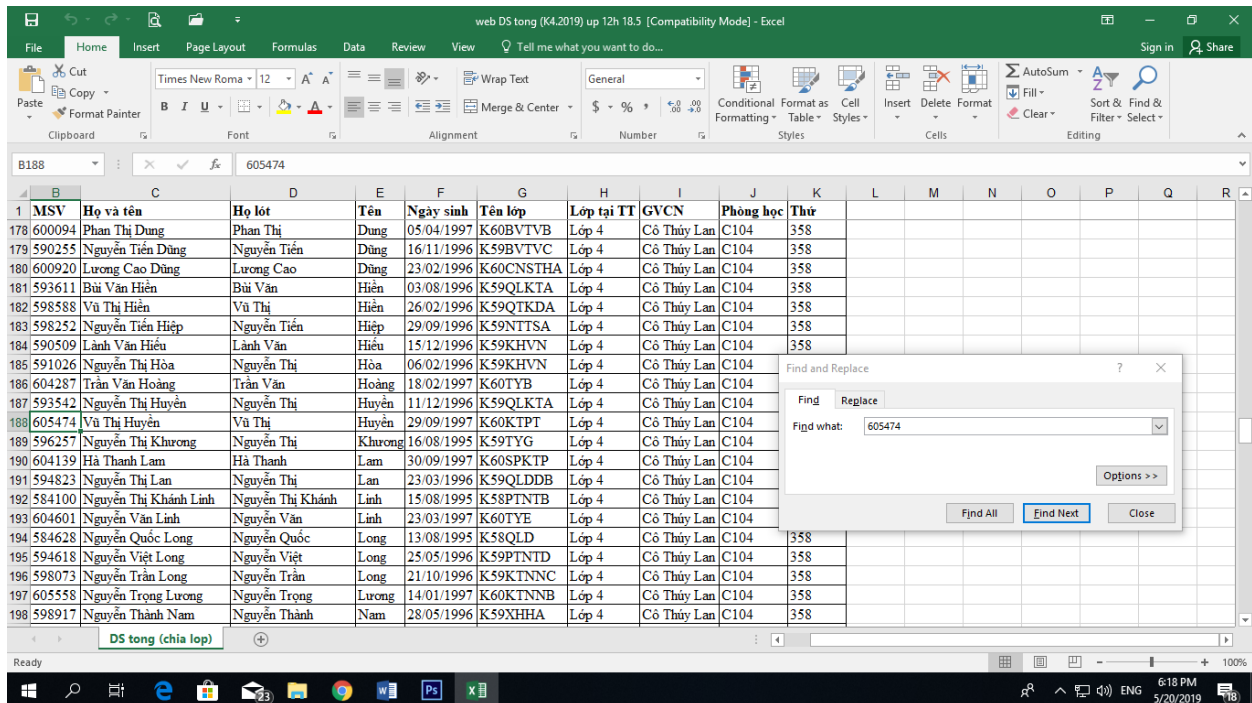 web DS tong (K4.2019) up 12h 18.5 [Compatibility Mode] - Excel
File Home Insert Page Layout Formulas Data Review View Tell me what you want to do... Sign in Share
Paste Cut Copy Format Painter
Times New Roma 12 A A
B I U A
Wrap Text
Merge & Center
General
$ % ,
Conditional Formatting Format as Table Cell Styles
Insert Delete Format
AutoSum Fill Clear
Sort & Filter Find & Select
Clipboard Font Alignment Number Styles Cells Editing
B188 fx 605474
B C D E F G H I J K L M N O P Q R
1 MSV Họ và tên Họ lót Tên Ngày sinh Tên lớp Lớp tại TT GVCN Phòng học Thứ
178 600094 Phan Thị Dung Phan Thị Dung 05/04/1997 K60BVTVB Lớp 4 Cô Thúy Lan C104 358
179 590255 Nguyễn Tiến Dũng Nguyễn Tiến Dũng 16/11/1996 K59BVTVC Lớp 4 Cô Thúy Lan C104 358
180 600920 Lương Cao Dũng Lương Cao Dũng 23/02/1996 K60CNSTHA Lớp 4 Cô Thúy Lan C104 358
181 593611 Bùi Văn Hiền Bùi Văn Hiền 03/08/1996 K59QLKTA Lớp 4 Cô Thúy Lan C104 358
182 598588 Vũ Thị Hiền Vũ Thị Hiền 26/02/1996 K59QTKDA Lớp 4 Cô Thúy Lan C104 358
183 598252 Nguyễn Tiến Hiệp Nguyễn Tiến Hiệp 29/09/1996 K59NTTSA Lớp 4 Cô Thúy Lan C104 358
184 590509 Lành Văn Hiếu Lành Văn Hiếu 15/12/1996 K59KHVN Lớp 4 Cô Thúy Lan C104 358
185 591026 Nguyễn Thị Hòa Nguyễn Thị Hòa 06/02/1996 K59KHVN Lớp 4 Cô Thúy Lan C104
186 604287 Trần Văn Hoàng Trần Văn Hoàng 18/02/1997 K60TYB Lớp 4 Cô Thúy Lan C104
187 593542 Nguyễn Thị Huyền Nguyễn Thị Huyền 11/12/1996 K59QLKTA Lớp 4 Cô Thúy Lan C104
188 605474 Vũ Thị Huyền Vũ Thị Huyền 29/09/1997 K60KTPT Lớp 4 Cô Thúy Lan C104
189 596257 Nguyễn Thị Khương Nguyễn Thị Khương 16/08/1995 K59TYG Lớp 4 Cô Thúy Lan C104
190 604139 Hà Thanh Lam Hà Thanh Lam 30/09/1997 K60SPKTP Lớp 4 Cô Thúy Lan C104
191 594823 Nguyễn Thị Lan Nguyễn Thị Lan 23/03/1996 K59QLDDB Lớp 4 Cô Thúy Lan C104
192 584100 Nguyễn Thị Khánh Linh Nguyễn Thị Khánh Linh 15/08/1995 K58PTNTB Lớp 4 Cô Thúy Lan C104
193 604601 Nguyễn Văn Linh Nguyễn Văn Linh 23/03/1997 K60TYE Lớp 4 Cô Thúy Lan C104
194 584628 Nguyễn Quốc Long Nguyễn Quốc Long 13/08/1995 K58QLD Lớp 4 Cô Thúy Lan C104 358
195 594618 Nguyễn Việt Long Nguyễn Việt Long 25/05/1996 K59PTNTD Lớp 4 Cô Thúy Lan C104 358
196 598073 Nguyễn Trần Long Nguyễn Trần Long 21/10/1996 K59KTNNC Lớp 4 Cô Thúy Lan C104 358
197 605558 Nguyễn Trọng Lương Nguyễn Trọng Lương 14/01/1997 K60KTNNB Lớp 4 Cô Thúy Lan C104 358
198 598917 Nguyễn Thành Nam Nguyễn Thành Nam 28/05/1996 K59XHHA Lớp 4 Cô Thúy Lan C104 358
Find and Replace ?
Find Replace
Find what: 605474
Options >>
Find All Find Next Close
DS tong (chia lop)
Ready 100%
23 Ps ENG 6:18 PM
5/20/2019 18